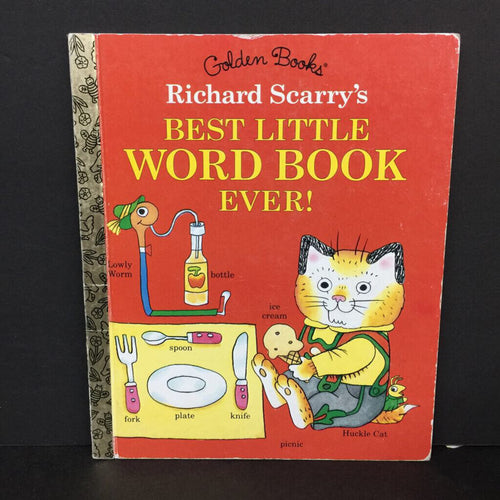 Golden Books®
Richard Scarry's
BEST LITTLE
WORD BOOK
EVER!
Lowly
Worm
bottle
ice
cream
spoon
fork
plate
knife
Huckle Cat
picnic